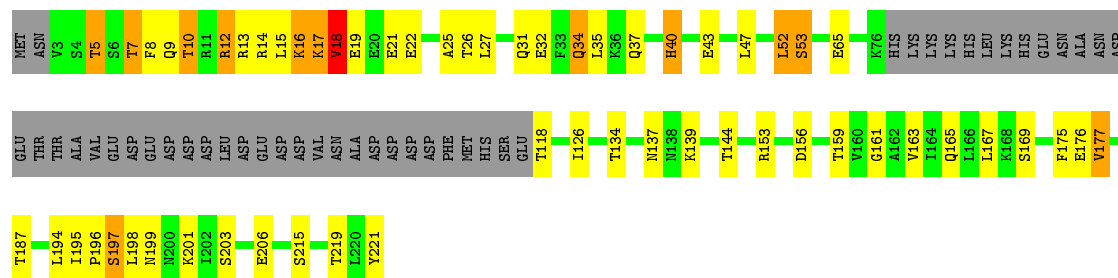 MET ASN V3 S4 T5 S6 T7 F8 Q9 T10 R11 R12 R13 R14 L15 K16 K17 V18 E19 E20 E21 E22 A25 T26 L27 Q31 E32 F33 Q34 L35 K36 Q37 H40 E43 L47 L52 S53 E65 K76 HIS LYS LYS LYS LYS HIS LEU LYS HIS GLU ASN ALA ASN ASP
GLU THR THR ALA VAL GLU ASP GLU ASP ASP ASP LEU ASP GLU ASP ASP VAL ASN ALA ASP ASP ASP ASP PHE MET HIS SER GLU T118 I126 T134 N137 N138 K139 T144 R153 D156 T159 V160 G161 A162 V163 I164 Q165 L166 L167 K168 S169 F175 E176 V177
T187 L194 I195 P196 S197 L198 N199 N200 K201 I202 S203 E206 S215 T219 L220 Y221